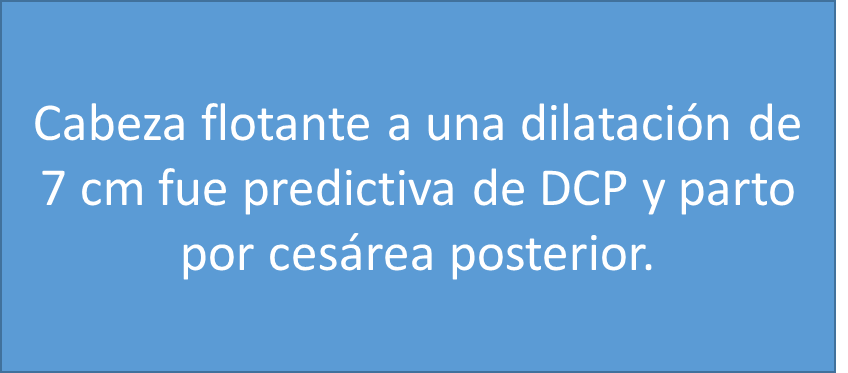 Cabeza flotante a una dilatación de
7 cm fue predictiva de DCP y parto
por cesárea posterior.